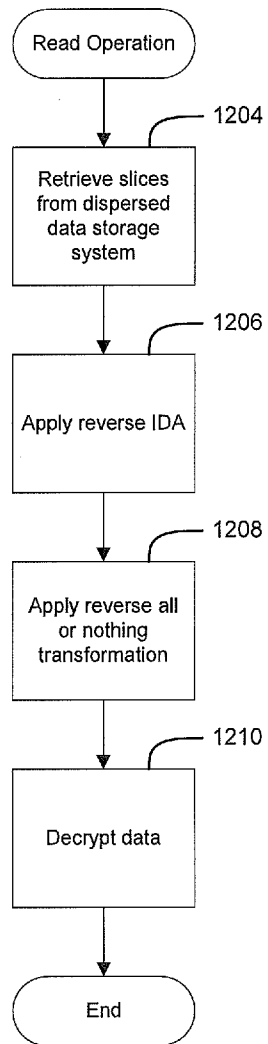 Read Operation
1204
Retrieve slices
from dispersed
data storage
system
1206
Apply reverse IDA
1208
Apply reverse all
or nothing
transformation
1210
Decrypt data
End